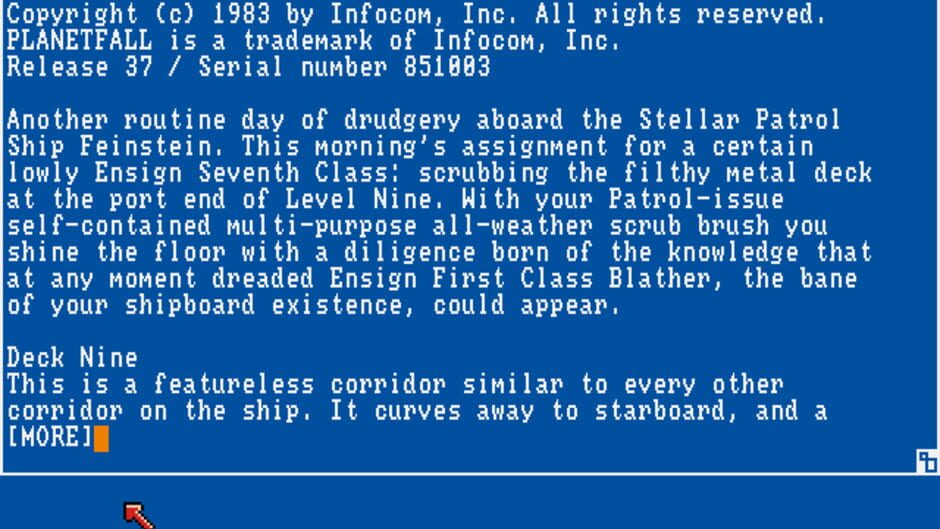 Copyright (c) 1983 by Infocom, Inc. All rights reserved.
PLANETFALL is a trademark of Infocom, Inc.
Release 37 / Serial number 851003
Another routine day of drudgery aboard the Stellar Patrol
Ship Feinstein. This morning's assignment for a certain
lowly Ensign Seventh Class: scrubbing the filthy metal deck
at the port end of Level Nine. With your Patrol-issue
self-contained multi-purpose all-weather scrub brush you
shine the floor with a diligence born of the knowledge that
at any moment dreaded Ensign First Class Blather, the bane
of your shipboard existence, could appear.
Deck Nine
This is a featureless corridor similar to every other
corridor on the ship. It curves away to starboard, and a
[MORE]